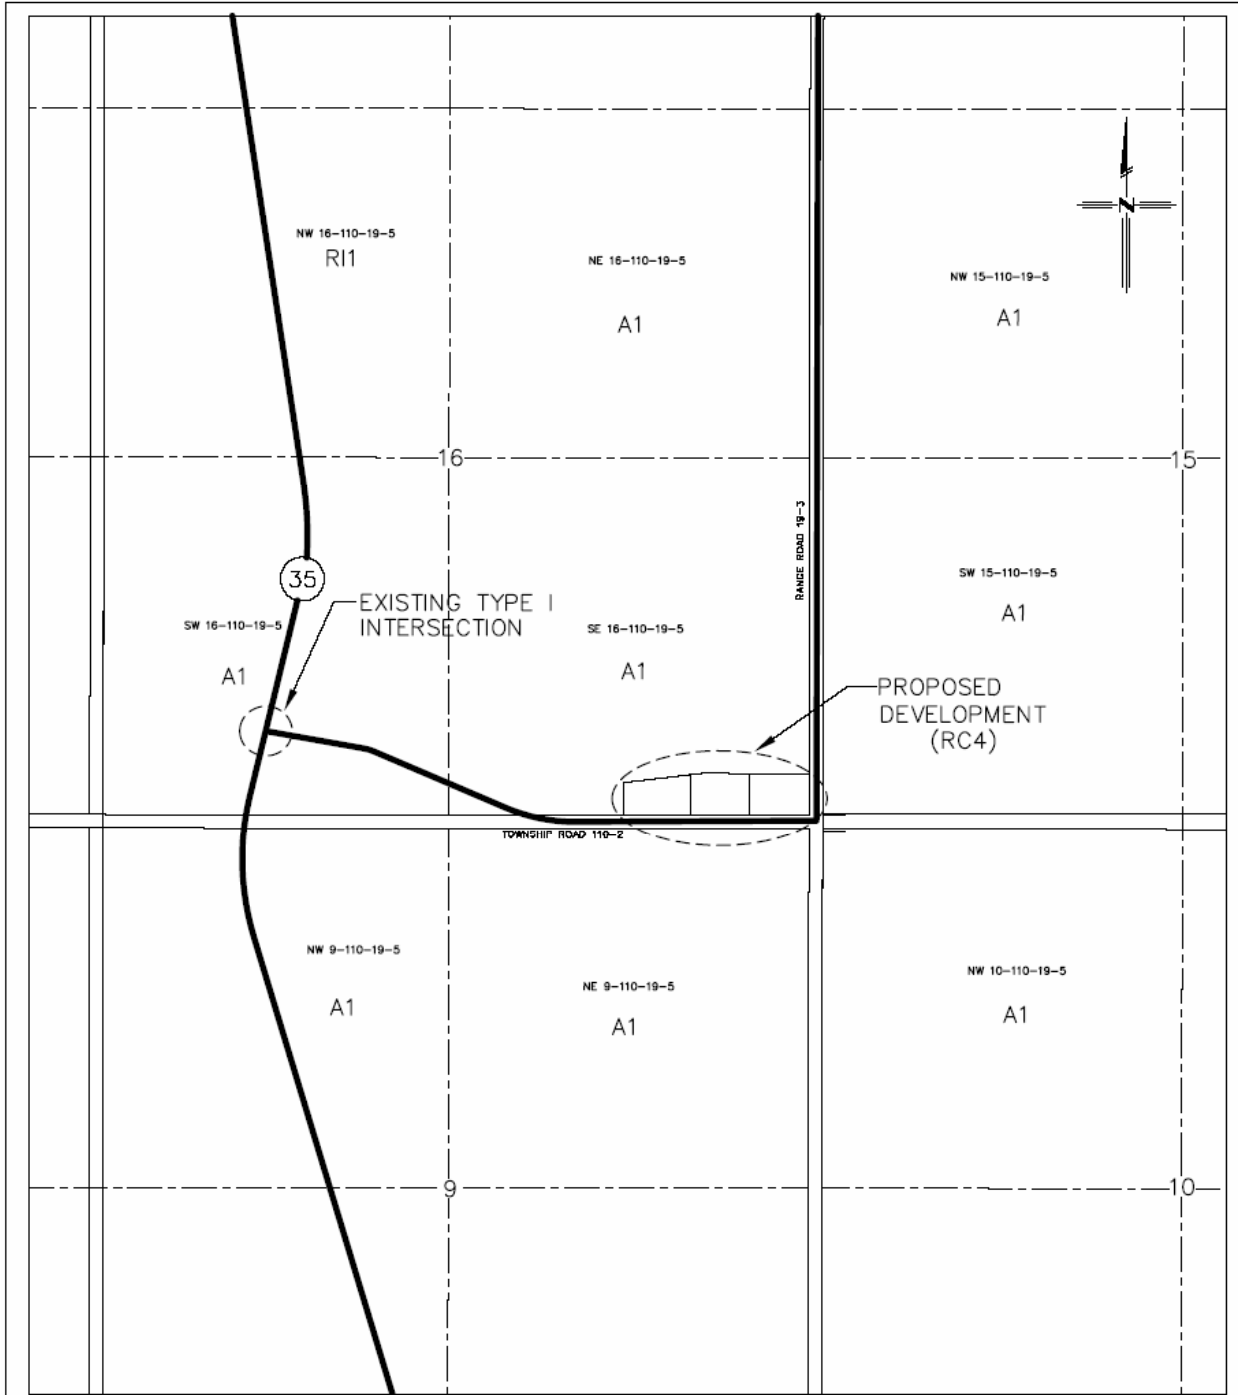 NW 16-110-19-5
RI1
NE 16-110-19-5
A1
NW 15-110-19-5
A1
N
16
15
RANGE ROAD 19-3
35
EXISTING TYPE I
INTERSECTION
SW 16-110-19-5
A1
SE 16-110-19-5
A1
SW 15-110-19-5
A1
PROPOSED
DEVELOPMENT
(RC4)
TOWNSHIP ROAD 110-2
NW 9-110-19-5
A1
NE 9-110-19-5
A1
NW 10-110-19-5
A1
9
10